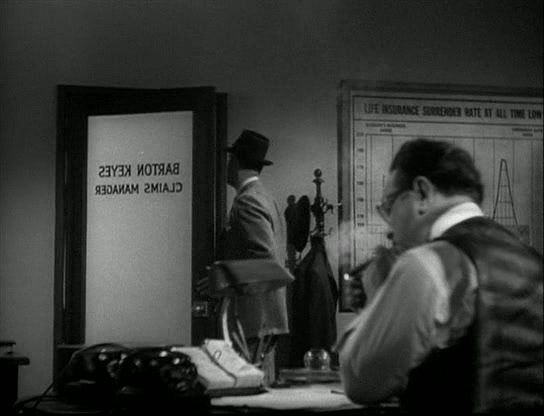 BARTON KEYES
CLAIMS MANAGER
LIFE INSURANCE SURRENDER RATE AT ALL TIME LOW